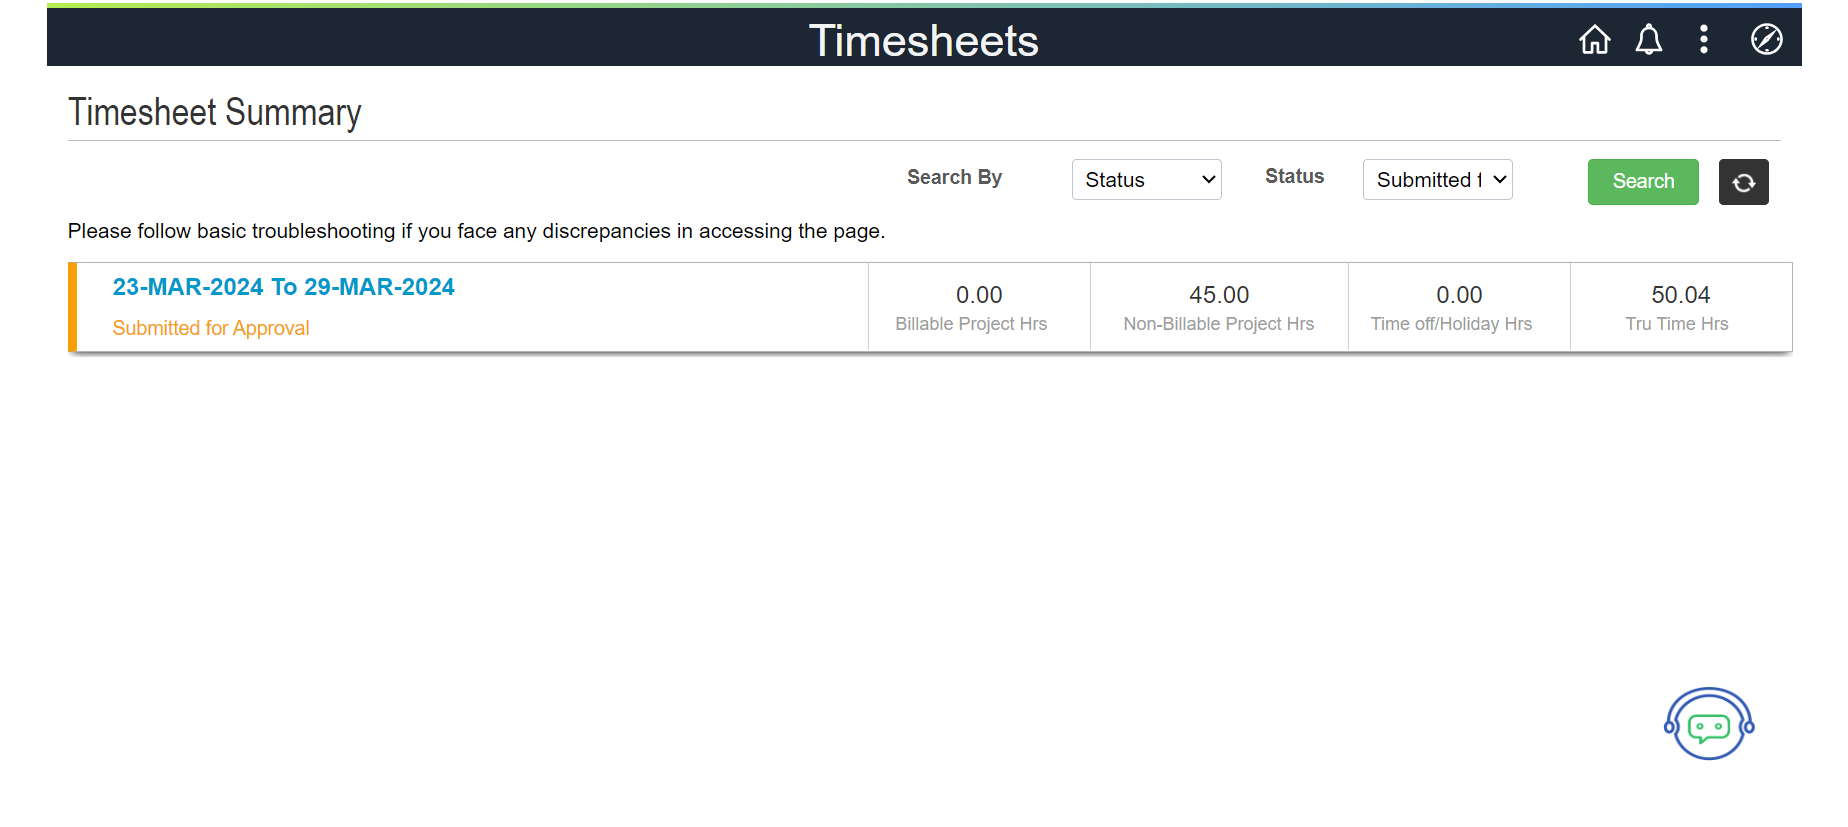 Timesheets
Timesheet Summary
Search By Status Status Submitted f Search
Please follow basic troubleshooting if you face any discrepancies in accessing the page.
23-MAR-2024 To 29-MAR-2024
Submitted for Approval
0.00
Billable Project Hrs
45.00
Non-Billable Project Hrs
0.00
Time off/Holiday Hrs
50.04
Tru Time Hrs